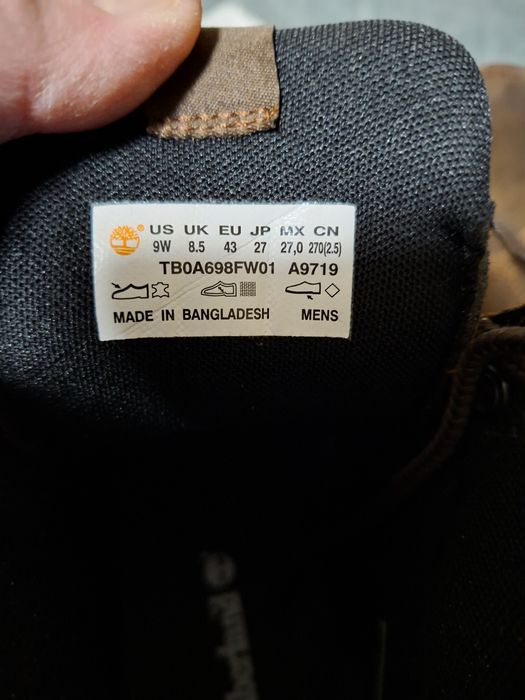 US UK EU JP MX CN
9W 8.5 43 27 27,0 270(2.5)
TB0A698FW01 A9719
MADE IN BANGLADESH MENS